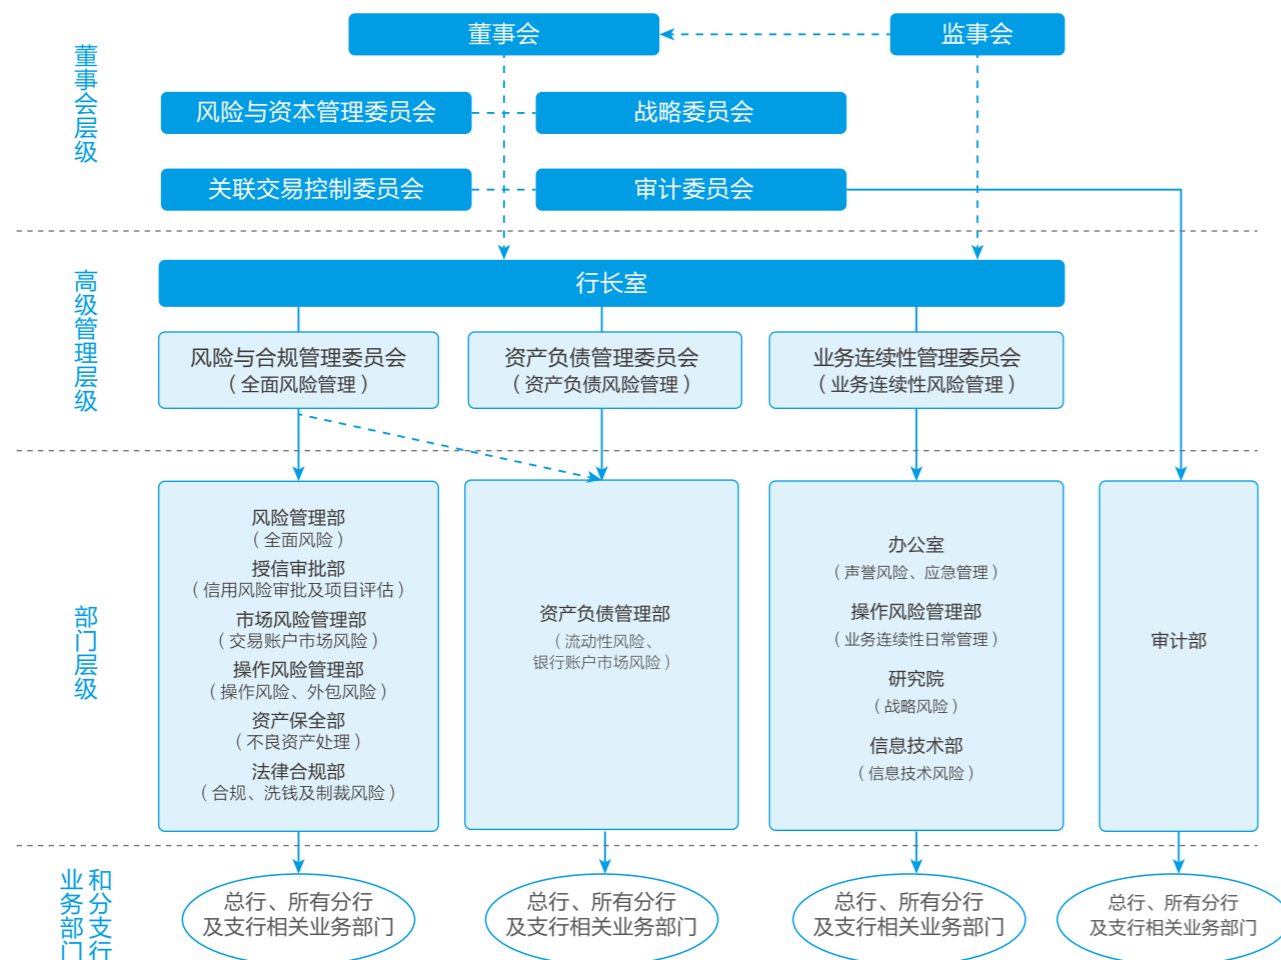 董事会层级
董事会
监事会
风险与资本管理委员会
战略委员会
关联交易控制委员会
审计委员会
高级管理层级
行长室
风险与合规管理委员会
（全面风险管理）
资产负债管理委员会
（资产负债风险管理）
业务连续性管理委员会
（业务连续性风险管理）
部门层级
风险管理部
（全面风险）
授信审批部
（信用风险审批及项目评估）
市场风险管理部
（交易账户市场风险）
操作风险管理部
（操作风险、外包风险）
资产保全部
（不良资产处理）
法律合规部
（合规、洗钱及制裁风险）
资产负债管理部
（流动性风险、
银行账户市场风险）
办公室
（声誉风险、应急管理）
操作风险管理部
（业务连续性日常管理）
研究院
（战略风险）
信息技术部
（信息技术风险）
审计部
业务部门
和分支行
总行、所有分行
及支行相关业务部门
总行、所有分行
及支行相关业务部门
总行、所有分行
及支行相关业务部门
总行、所有分行
及支行相关业务部门